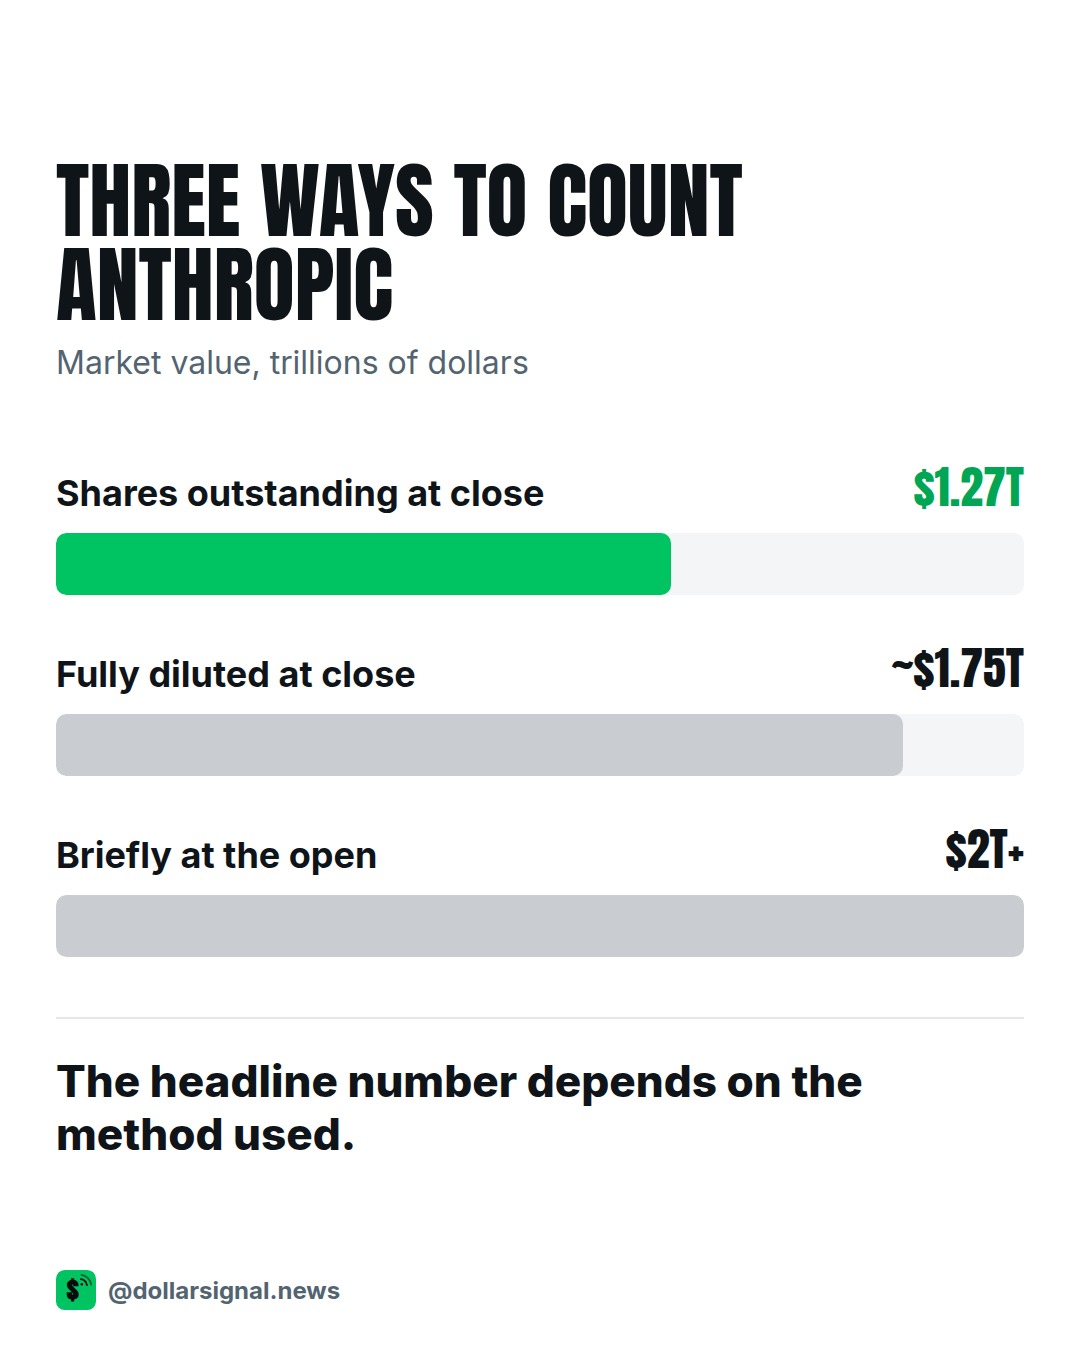 THREE WAYS TO COUNT
ANTHROPIC
Market value, trillions of dollars
Shares outstanding at close
$1.27T
Fully diluted at close
~$1.75T
Briefly at the open
$2T+
The headline number depends on the
method used.
$
@dollarsignal.news